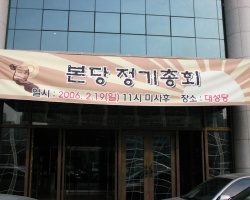 본당 정기총회
일시 : 2006. 2. 19(일) 11시 미사후 장소 : 대성당